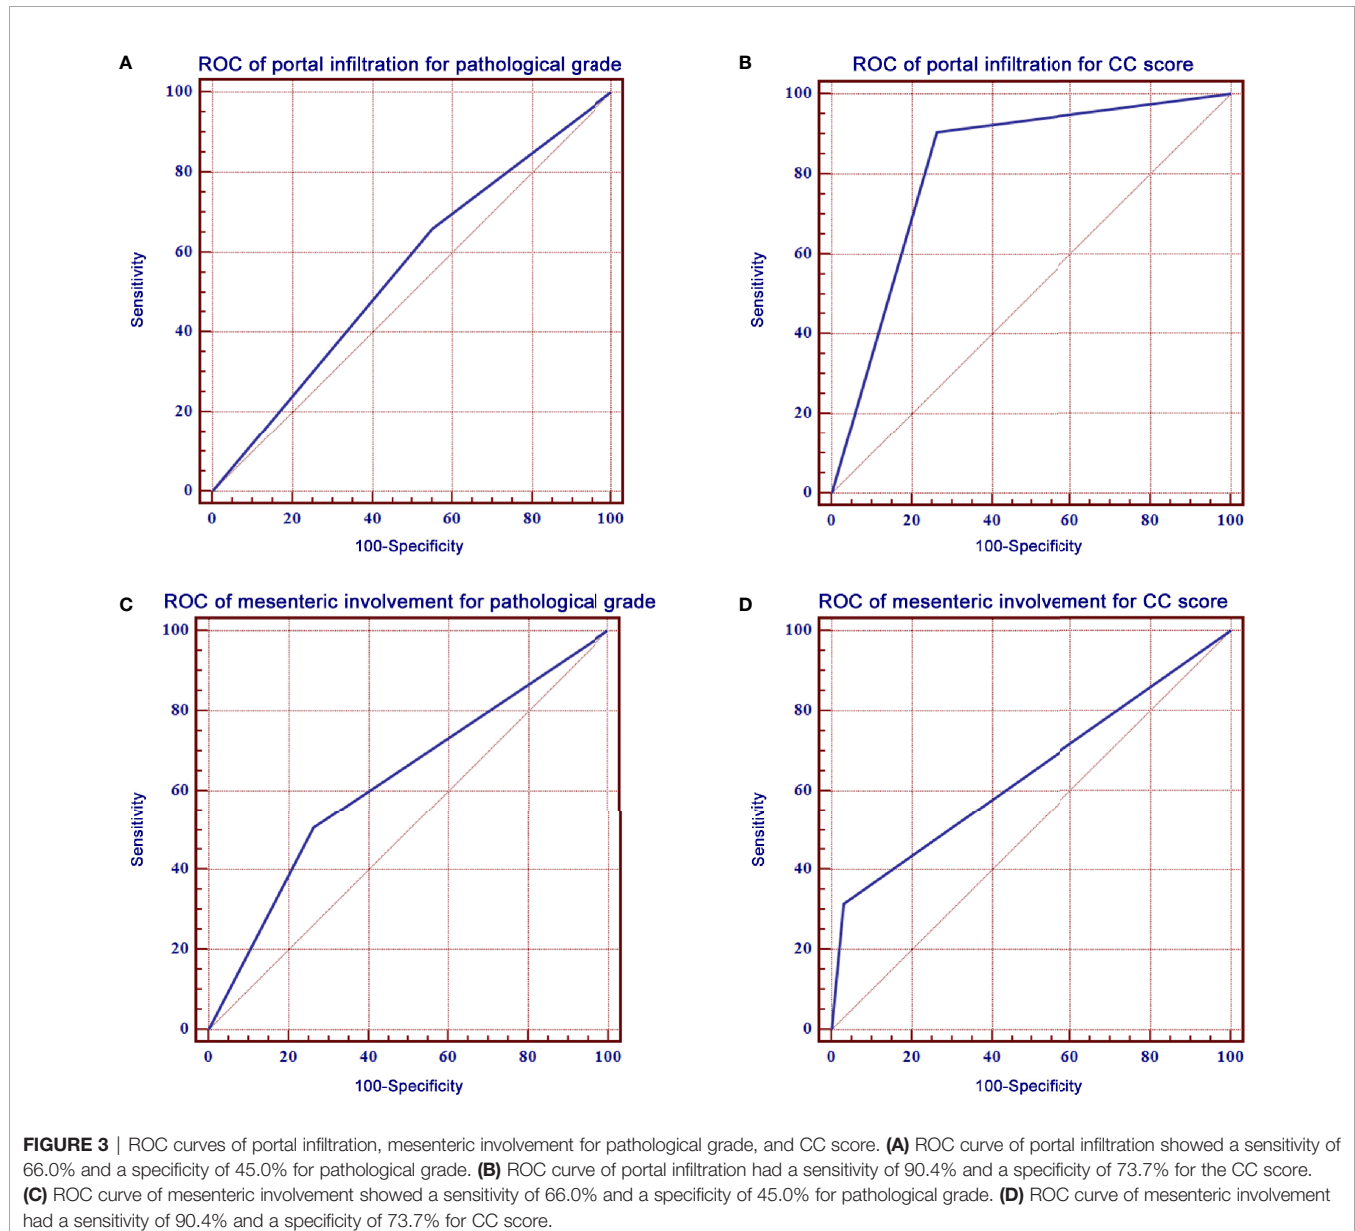 A
ROC of portal infiltration for pathological grade
100
80
60
40
20
0
Sensitivity
0 20 40 60 80 100
100-Specificity
B
ROC of portal infiltration for CC score
100
80
60
40
20
0
Sensitivity
0 20 40 60 80 100
100-Specificity
C
ROC of mesenteric involvement for pathological grade
100
80
60
40
20
0
Sensitivity
0 20 40 60 80 100
100-Specificity
D
ROC of mesenteric involvement for CC score
100
80
60
40
20
0
Sensitivity
0 20 40 60 80 100
100-Specificity
FIGURE 3 | ROC curves of portal infiltration, mesenteric involvement for pathological grade, and CC score. (A) ROC curve of portal infiltration showed a sensitivity of
66.0% and a specificity of 45.0% for pathological grade. (B) ROC curve of portal infiltration had a sensitivity of 90.4% and a specificity of 73.7% for the CC score.
(C) ROC curve of mesenteric involvement showed a sensitivity of 66.0% and a specificity of 45.0% for pathological grade. (D) ROC curve of mesenteric involvement
had a sensitivity of 90.4% and a specificity of 73.7% for CC score.